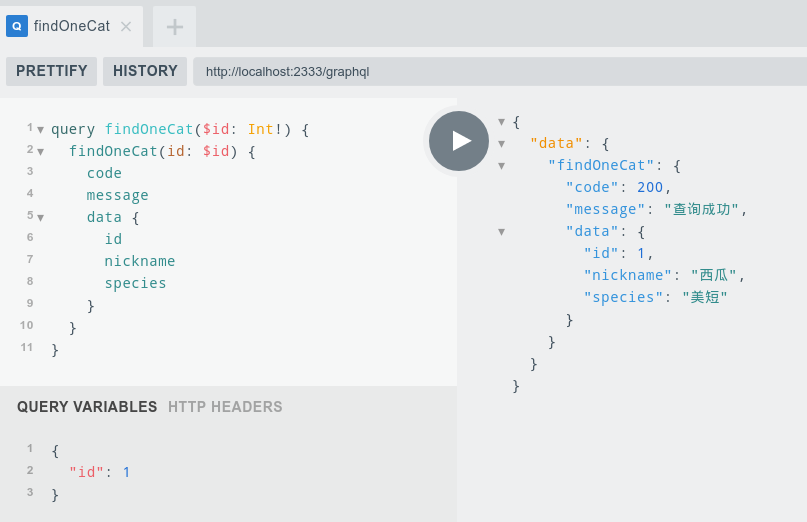 findOneCat
PRETTIFY HISTORY http://localhost:2333/graphql
1 query findOneCat($id: Int!) {
2 findOneCat(id: $id) {
3 code
4 message
5 data {
6 id
7 nickname
8 species
9 }
10 }
11 }
QUERY VARIABLES HTTP HEADERS
1 {
2 "id": 1
3 }
{
"data": {
"findOneCat": {
"code": 200,
"message": "查询成功",
"data": {
"id": 1,
"nickname": "西瓜",
"species": "美短"
}
}
}
}